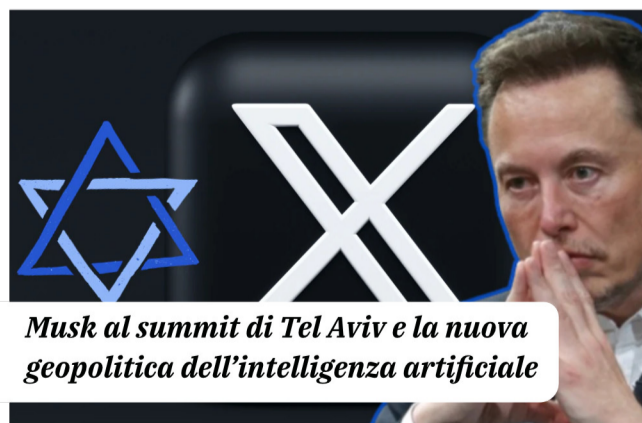 Musk al summit di Tel Aviv e la nuova
geopolitica dell’intelligenza artificiale